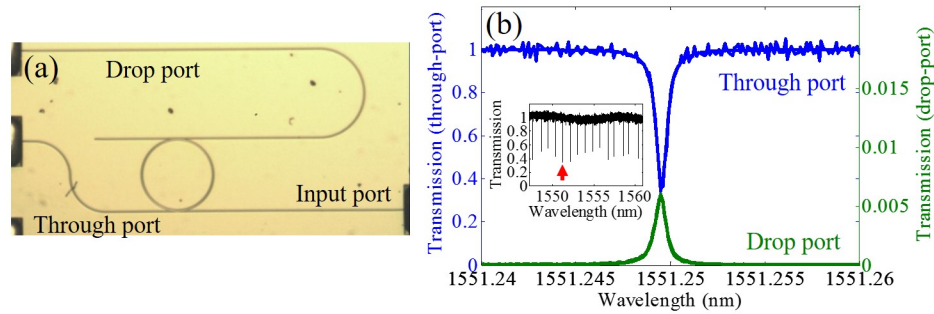 (a)
Drop port
Input port
Through port
(b)
Transmission (through-port)
1
0.8
0.6
0.4
0.2
0
Through port
Drop port
Transmission
1
0.8
0.6
0.4
0.2
0
1550 1555 1560
Wavelength (nm)
0.015
0.01
0.005
0
Transmission (drop-port)
1551.24 1551.245 1551.25 1551.255 1551.26
Wavelength (nm)